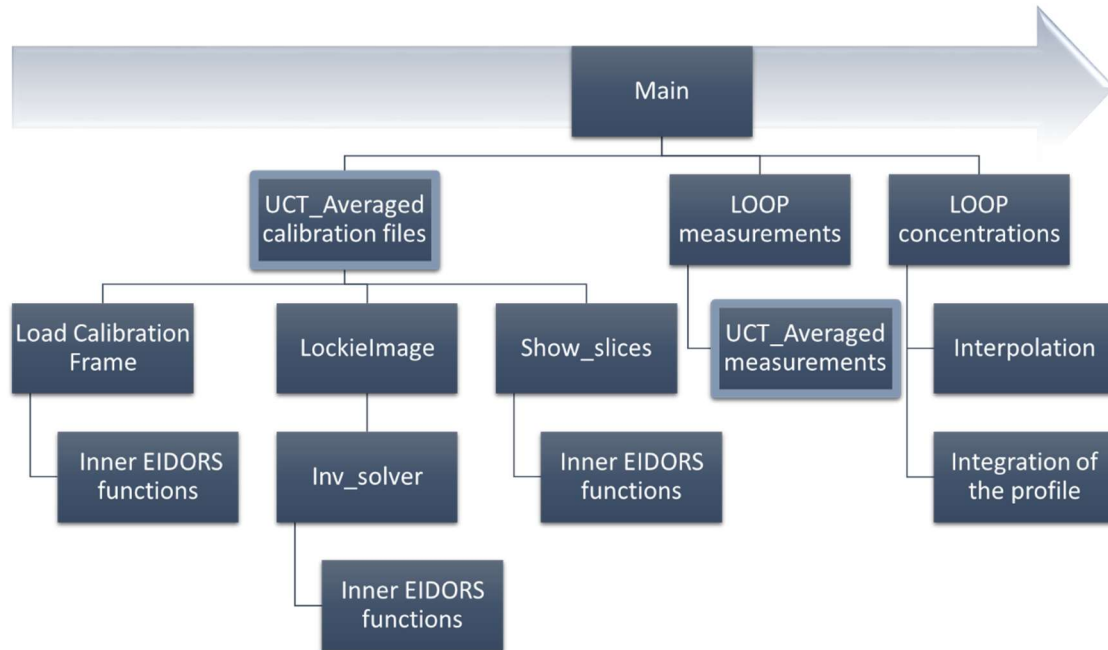 Main
UCT_Averaged
calibration files
LOOP
measurements
LOOP
concentrations
Load Calibration
Frame
LockieImage
Show_slices
UCT_Averaged
measurements
Interpolation
Inner EIDORS
functions
Inv_solver
Inner EIDORS
functions
Integration of
the profile
Inner EIDORS
functions